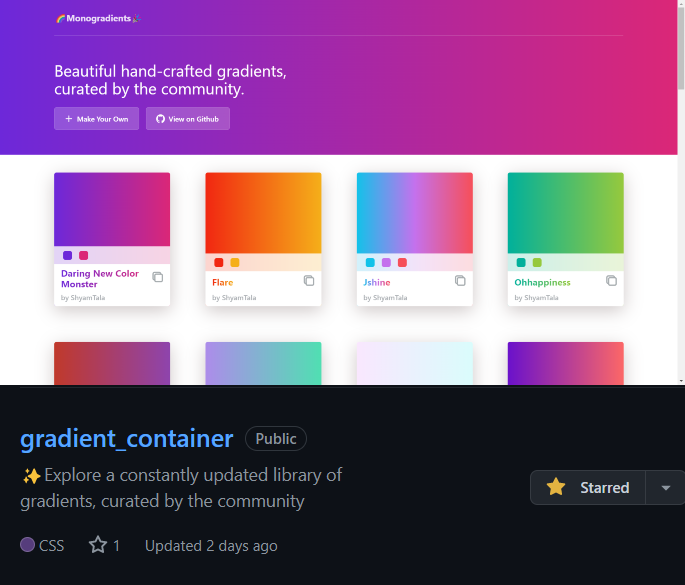 🌈Monogradients🎉
Beautiful hand-crafted gradients,
curated by the community.
+ Make Your Own
View on Github
Daring New Color
Monster
by ShyamTala
Flare
by ShyamTala
Jshine
by ShyamTala
Ohhappiness
by ShyamTala
gradient_container Public
✨Explore a constantly updated library of
gradients, curated by the community
Starred
CSS 1 Updated 2 days ago